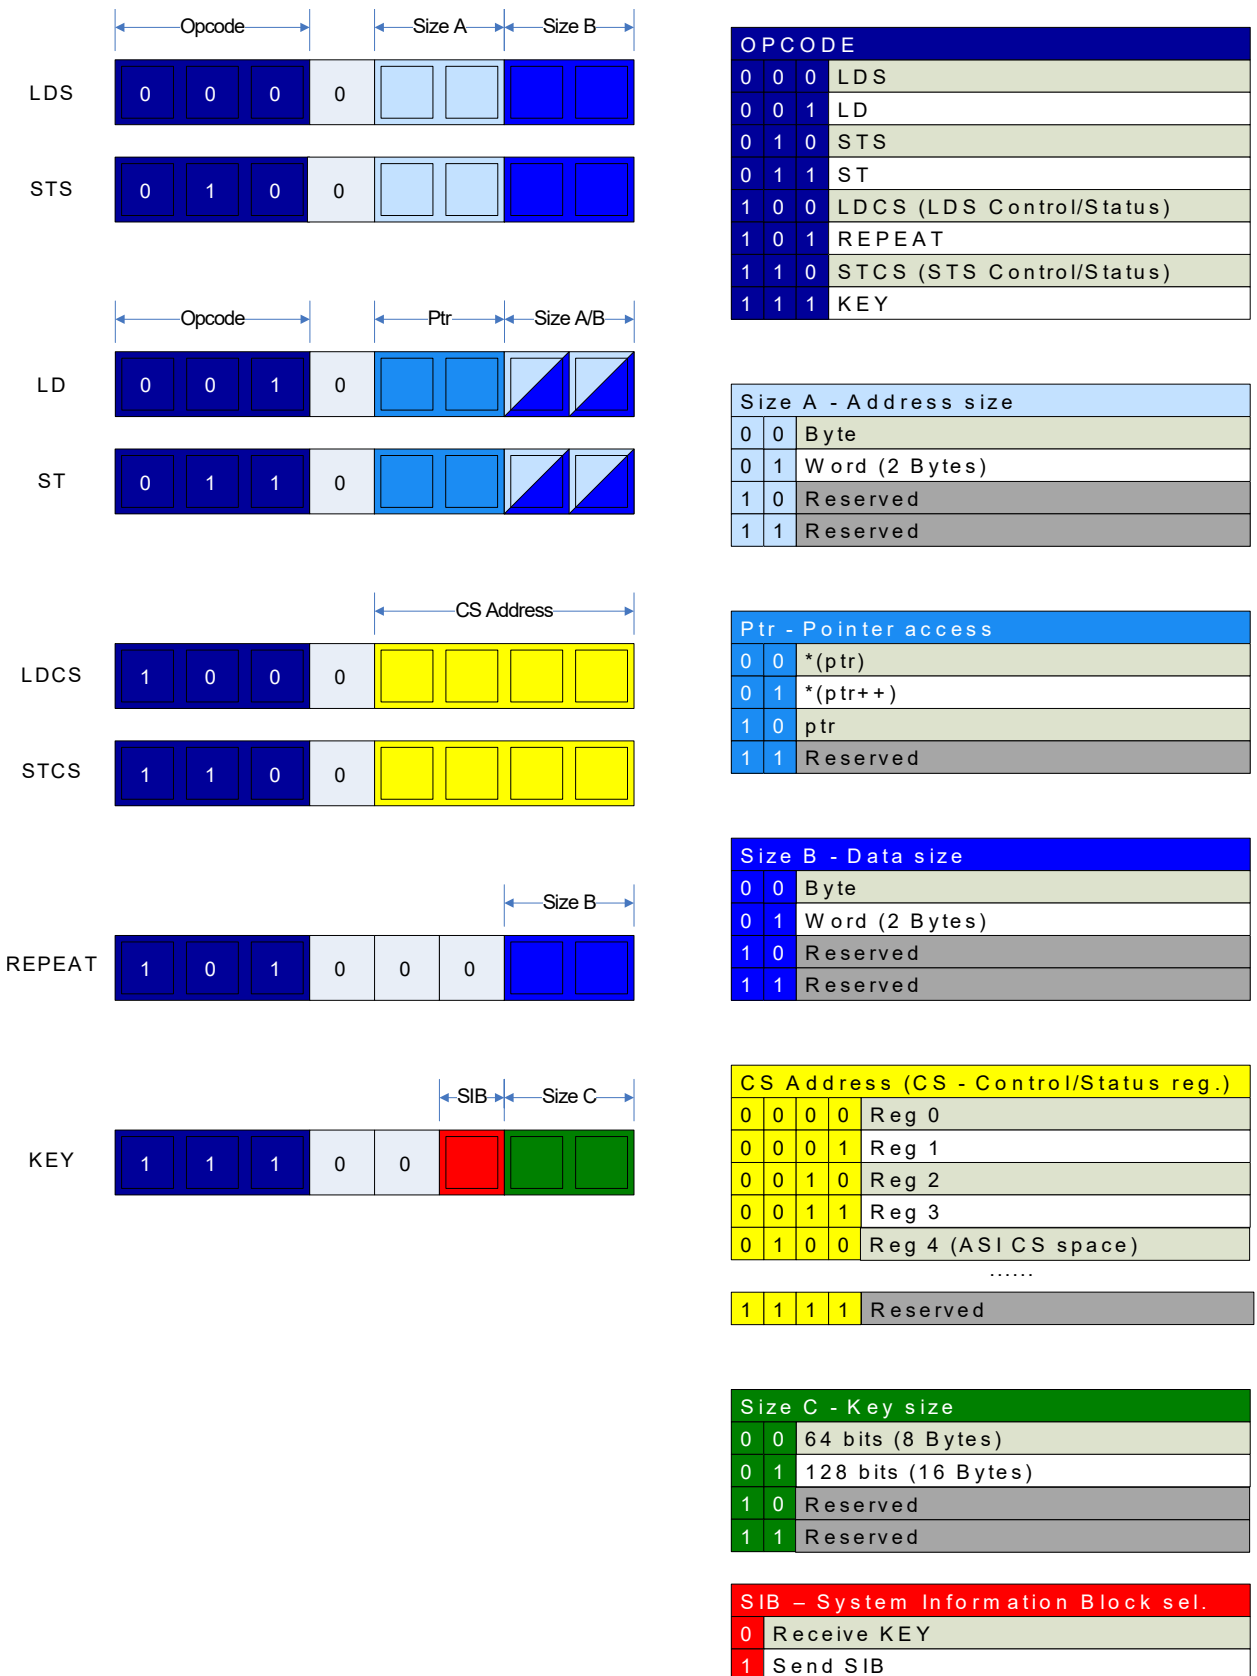 Opcode Size A Size B
LDS 0 0 0 0
STS 0 1 0 0
Opcode Ptr Size A/B
LD 0 0 1 0
ST 0 1 1 0
CS Address
LDCS 1 0 0 0
STCS 1 1 0 0
Size B
REPEAT 1 0 1 0 0 0
SIB Size C
KEY 1 1 1 0 0
OPCODE
0 0 0 LDS
0 0 1 LD
0 1 0 STS
0 1 1 ST
1 0 0 LDCS (LDS Control/Status)
1 0 1 REPEAT
1 1 0 STCS (STS Control/Status)
1 1 1 KEY
Size A - Address size
0 0 Byte
0 1 Word (2 Bytes)
1 0 Reserved
1 1 Reserved
Ptr - Pointer access
0 0 *(ptr)
0 1 *(ptr++)
1 0 ptr
1 1 Reserved
Size B - Data size
0 0 Byte
0 1 Word (2 Bytes)
1 0 Reserved
1 1 Reserved
CS Address (CS - Control/Status reg.)
0 0 0 0 Reg 0
0 0 0 1 Reg 1
0 0 1 0 Reg 2
0 0 1 1 Reg 3
0 1 0 0 Reg 4 (ASI CS space)
......
1 1 1 1 Reserved
Size C - Key size
0 0 64 bits (8 Bytes)
0 1 128 bits (16 Bytes)
1 0 Reserved
1 1 Reserved
SIB – System Information Block sel.
0 Receive KEY
1 Send SIB